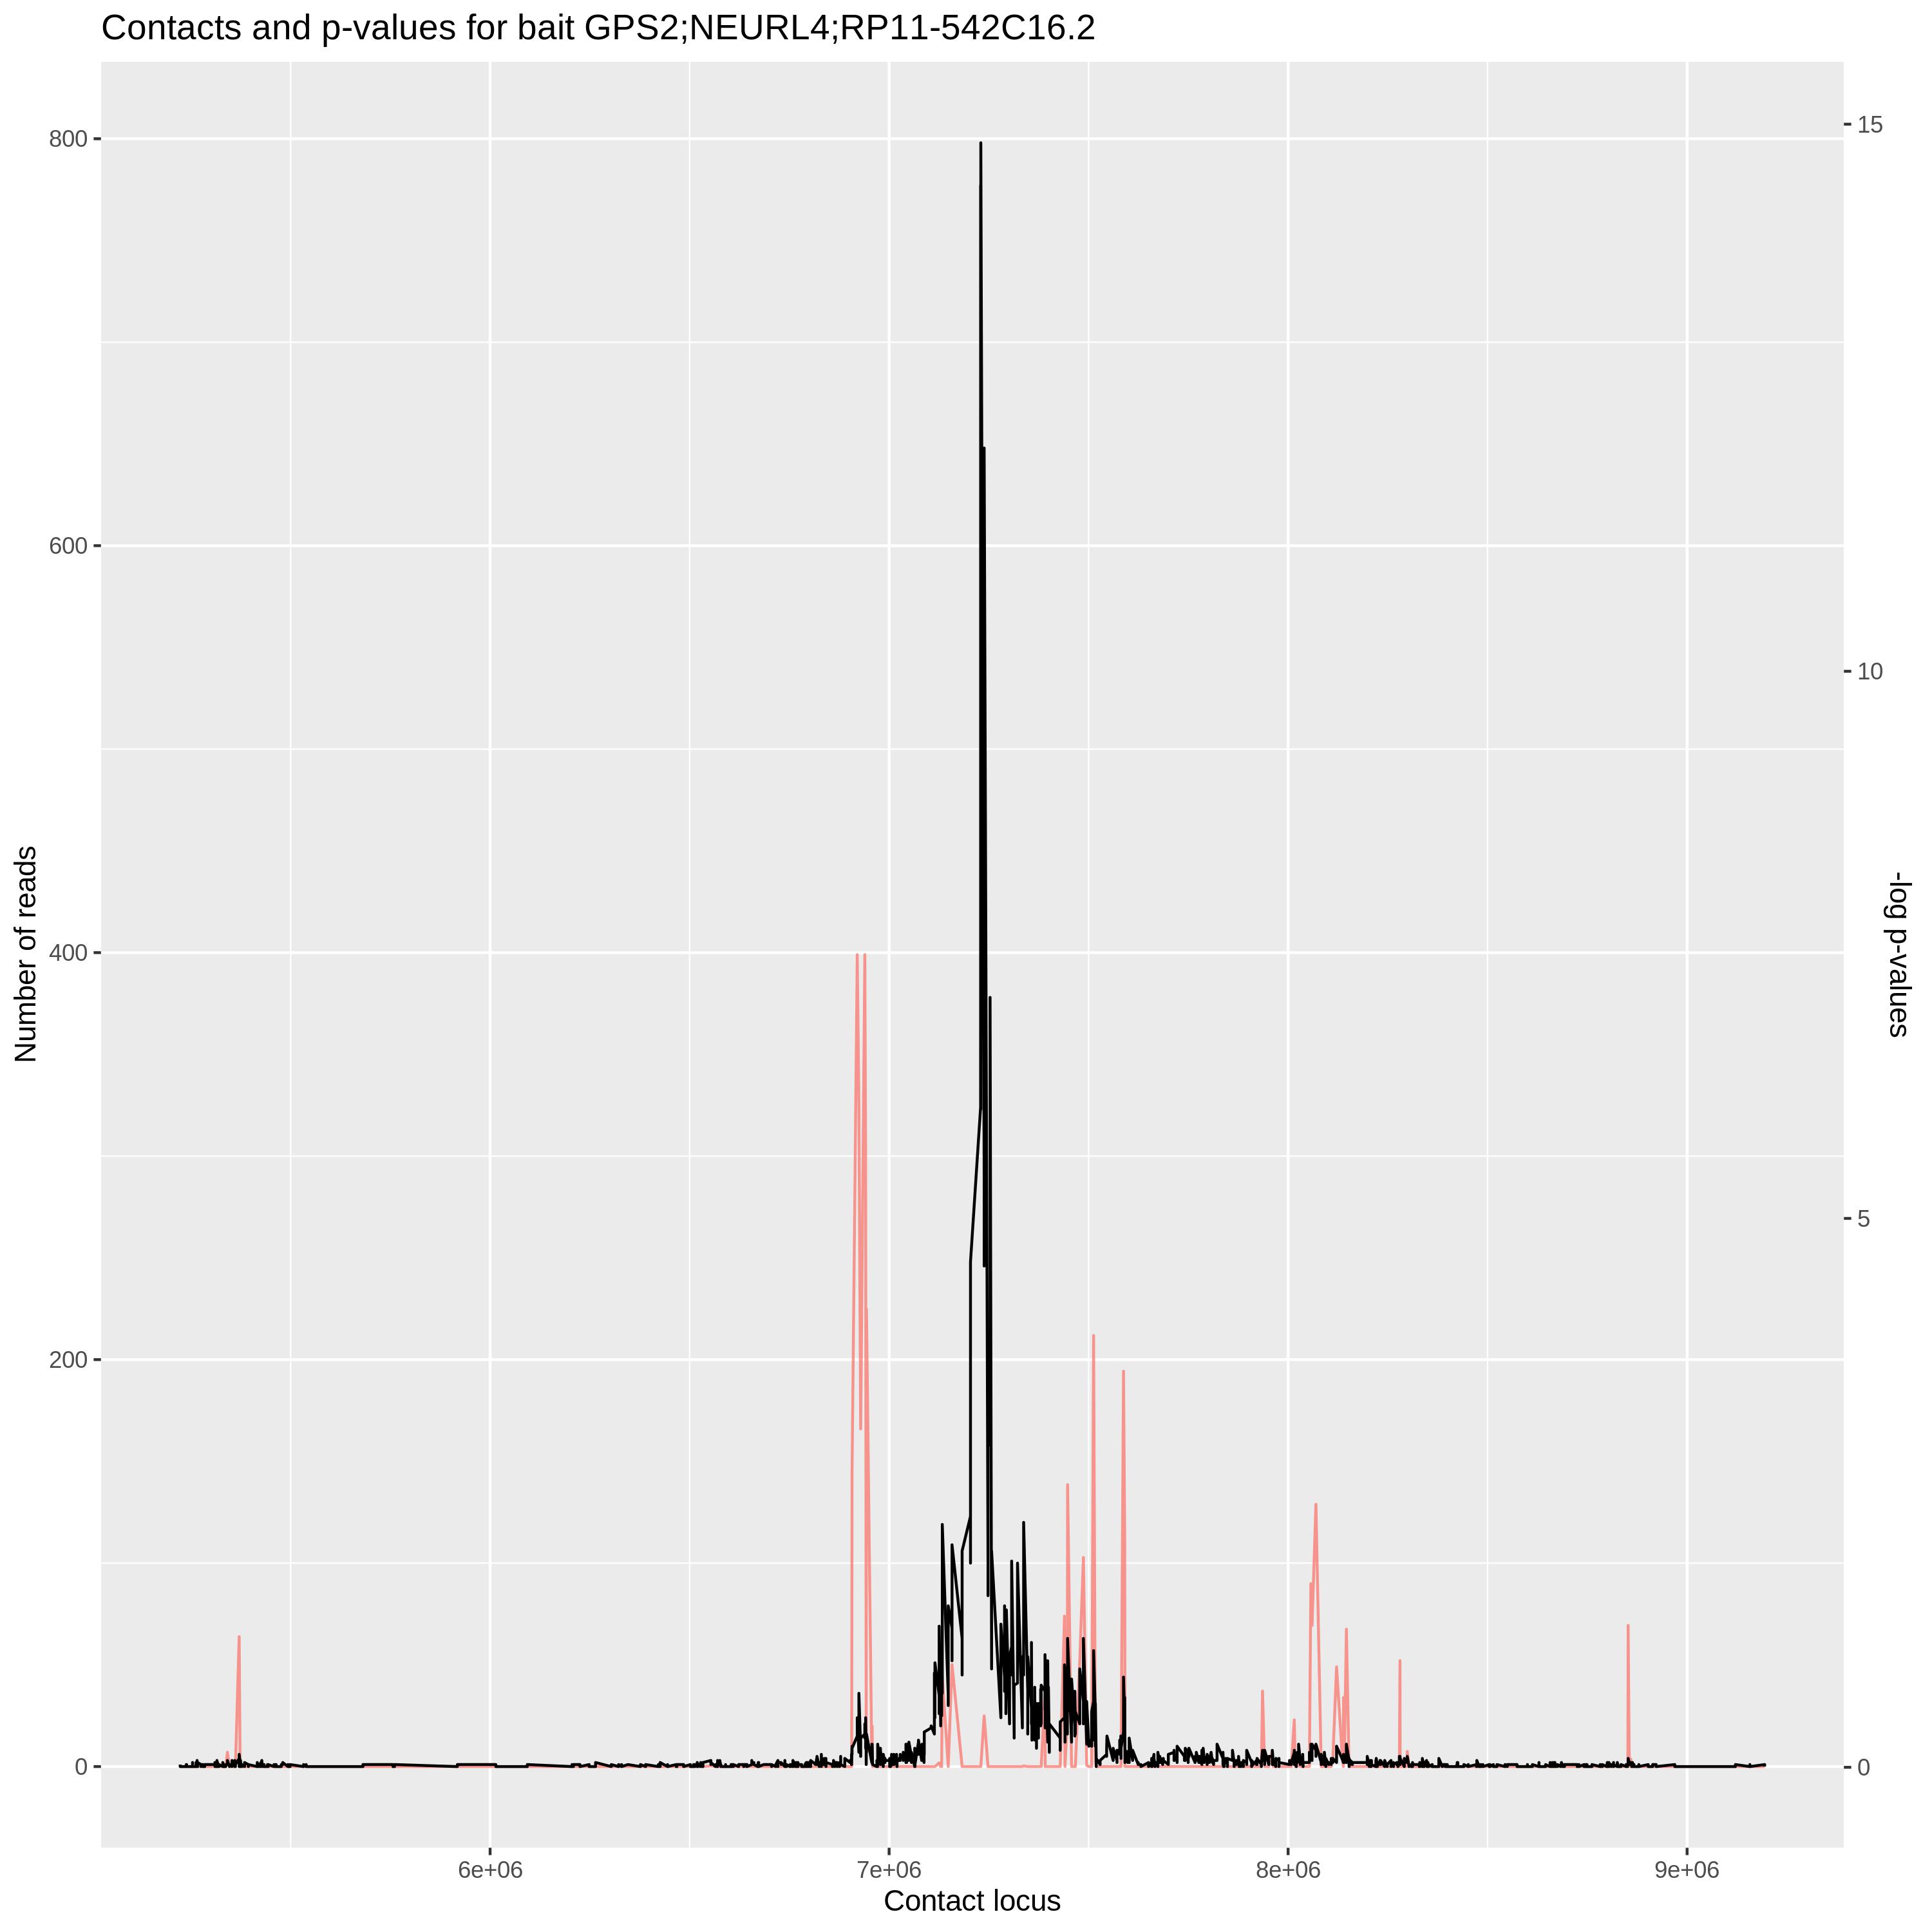 Contacts and p-values for bait GPS2;NEURL4;RP11-542C16.2
800
600
400
200
0
Number of reads
15
10
5
0
-log p-values
6e+06
7e+06
8e+06
9e+06
Contact locus